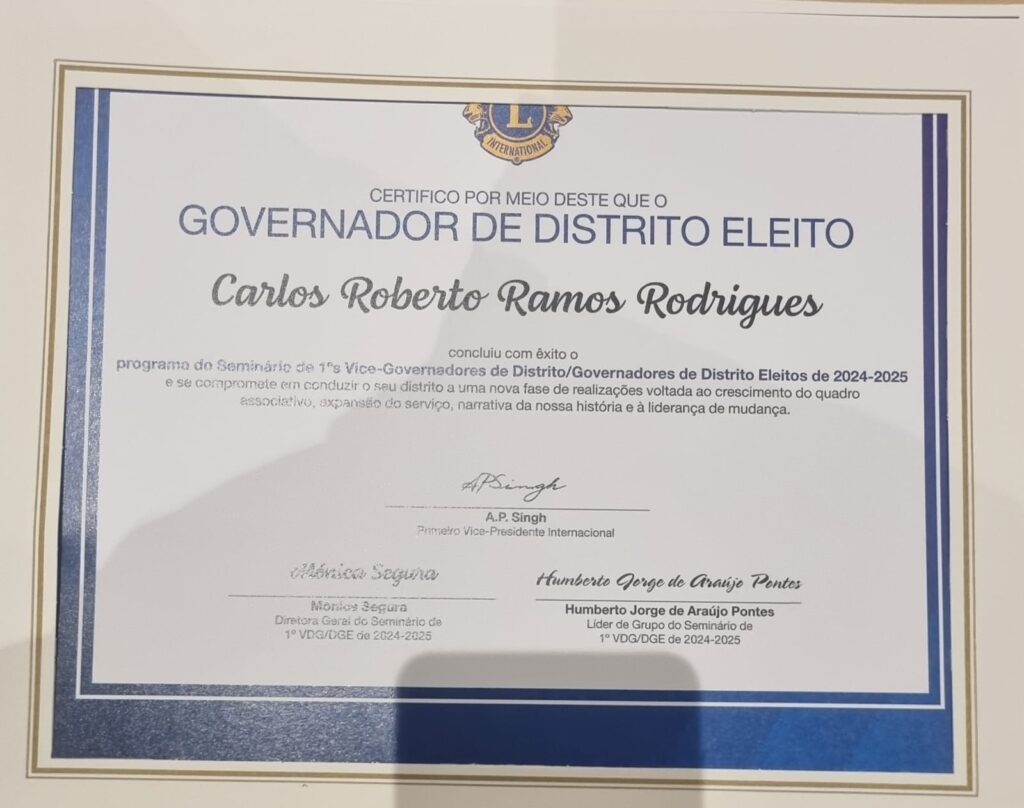 L
INTERNATIONAL
CERTIFICO POR MEIO DESTE QUE O
GOVERNADOR DE DISTRITO ELEITO
Carlos Roberto Ramos Rodrigues
concluiu com êxito o
programa do Seminário de 1ºs Vice-Governadores de Distrito/Governadores de Distrito Eleitos de 2024-2025
e se compromete em conduzir o seu distrito a uma nova fase de realizações voltada ao crescimento do quadro
associativo, expansão do serviço, narrativa da nossa história e à liderança de mudança.
APSingh
A.P. Singh
Primeiro Vice-Presidente Internacional
Mónica Segura
Monica Segura
Diretora Geral do Seminário de
1º VDG/DGE de 2024-2025
Humberto Jorge de Araújo Pontes
Humberto Jorge de Araújo Pontes
Líder de Grupo do Seminário de
1º VDG/DGE de 2024-2025